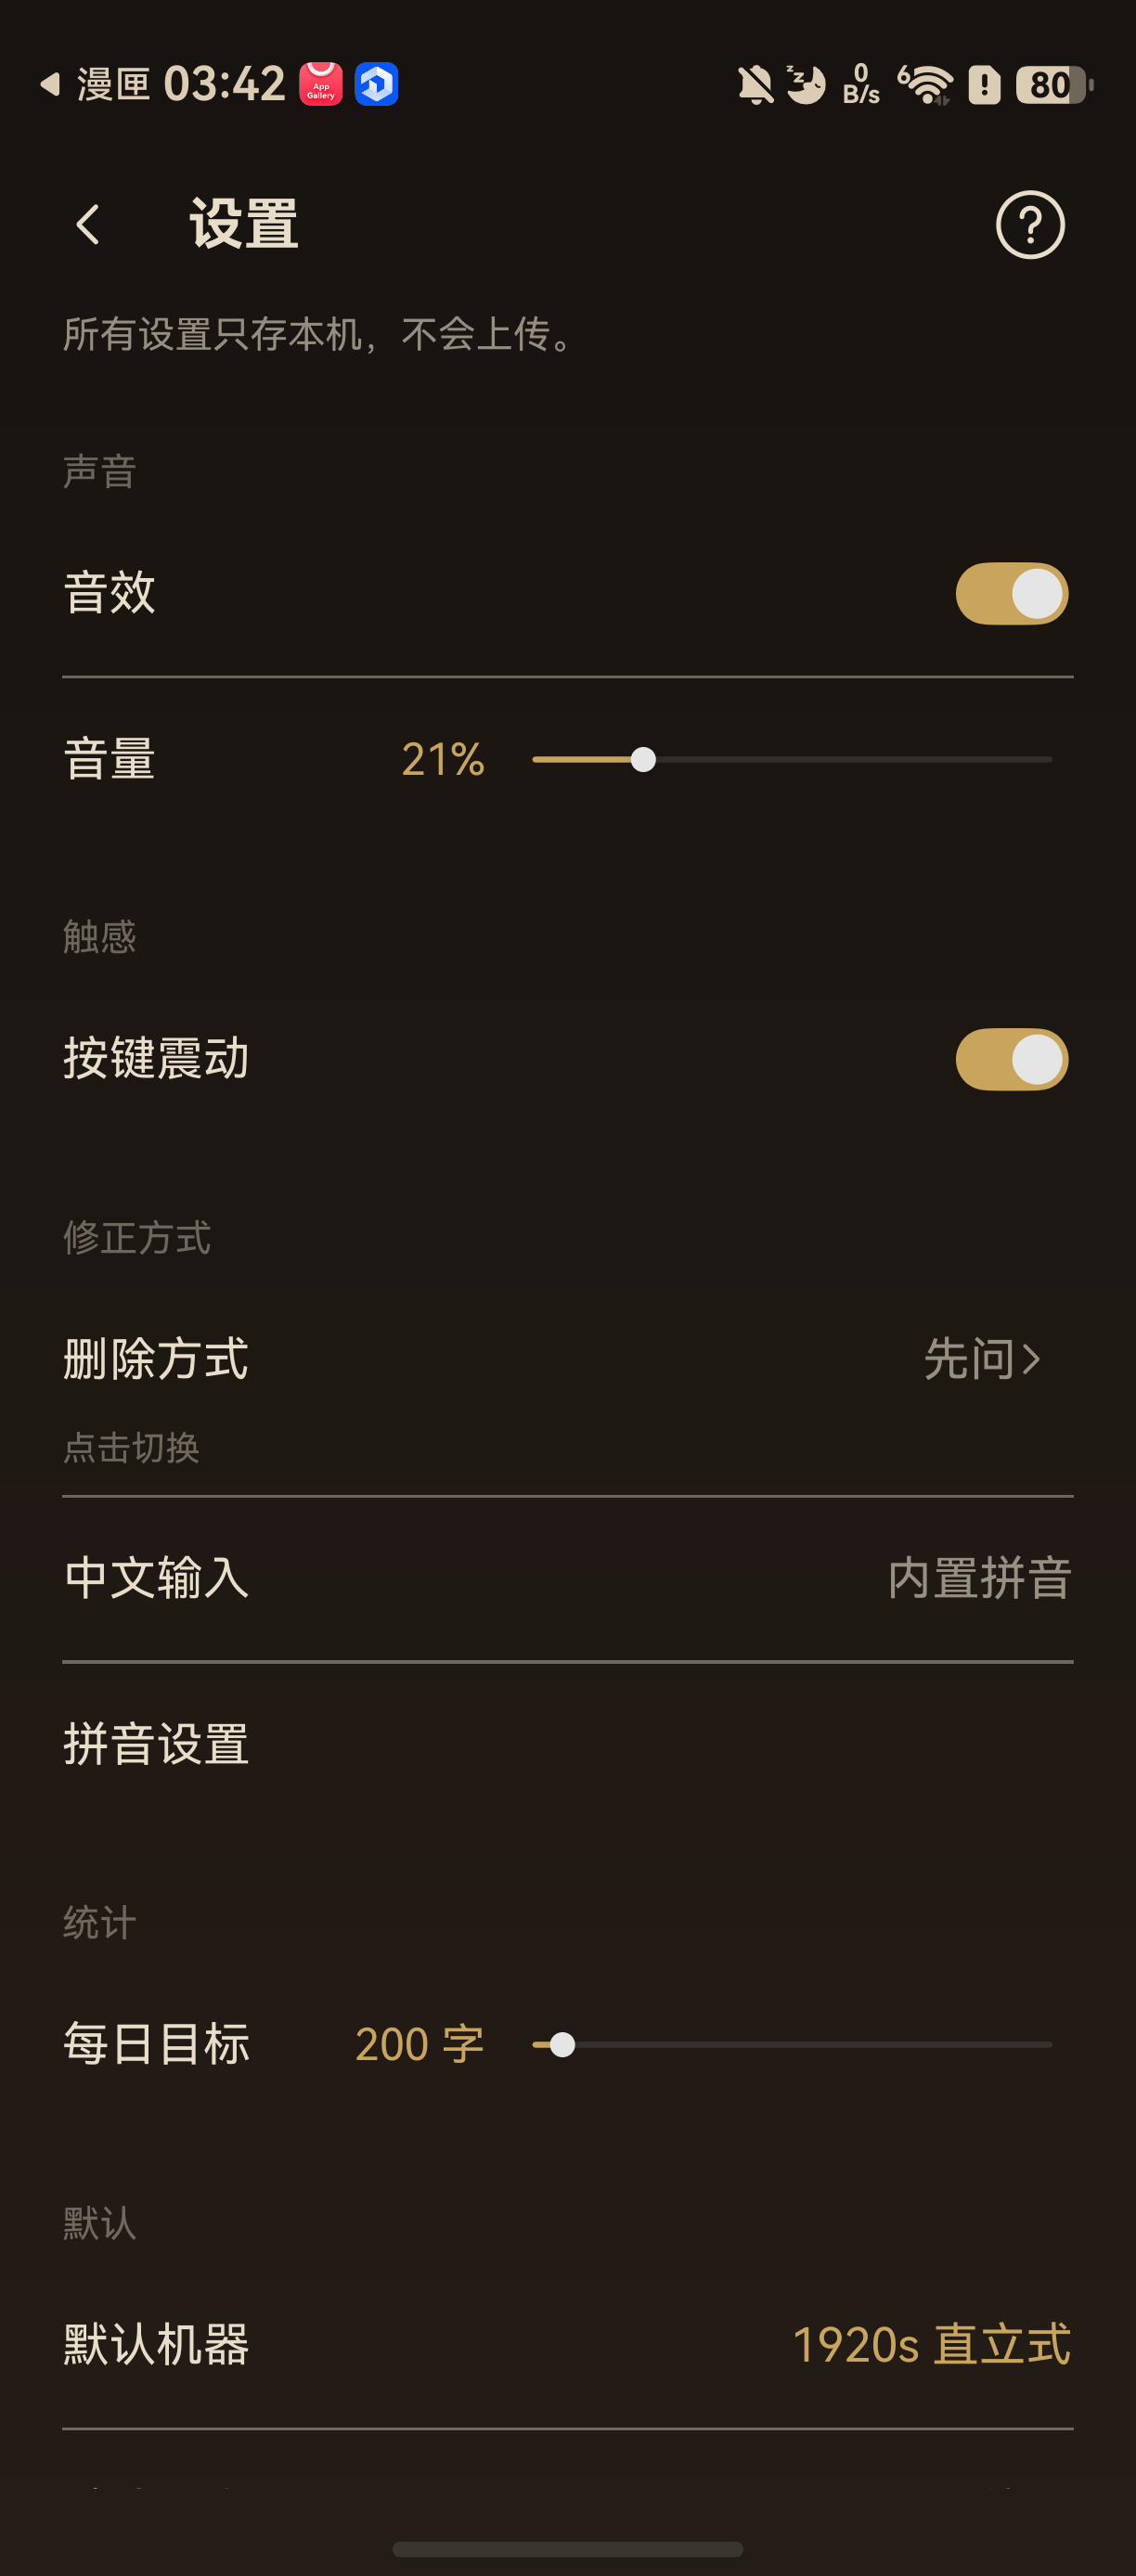 漫匣 03:42 App Gallery 0 B/s 6 80
设置
所有设置只存本机，不会上传。
声音
音效
音量 21%
触感
按键震动
修正方式
删除方式 先问
点击切换
中文输入 内置拼音
拼音设置
统计
每日目标 200 字
默认
默认机器 1920s 直立式